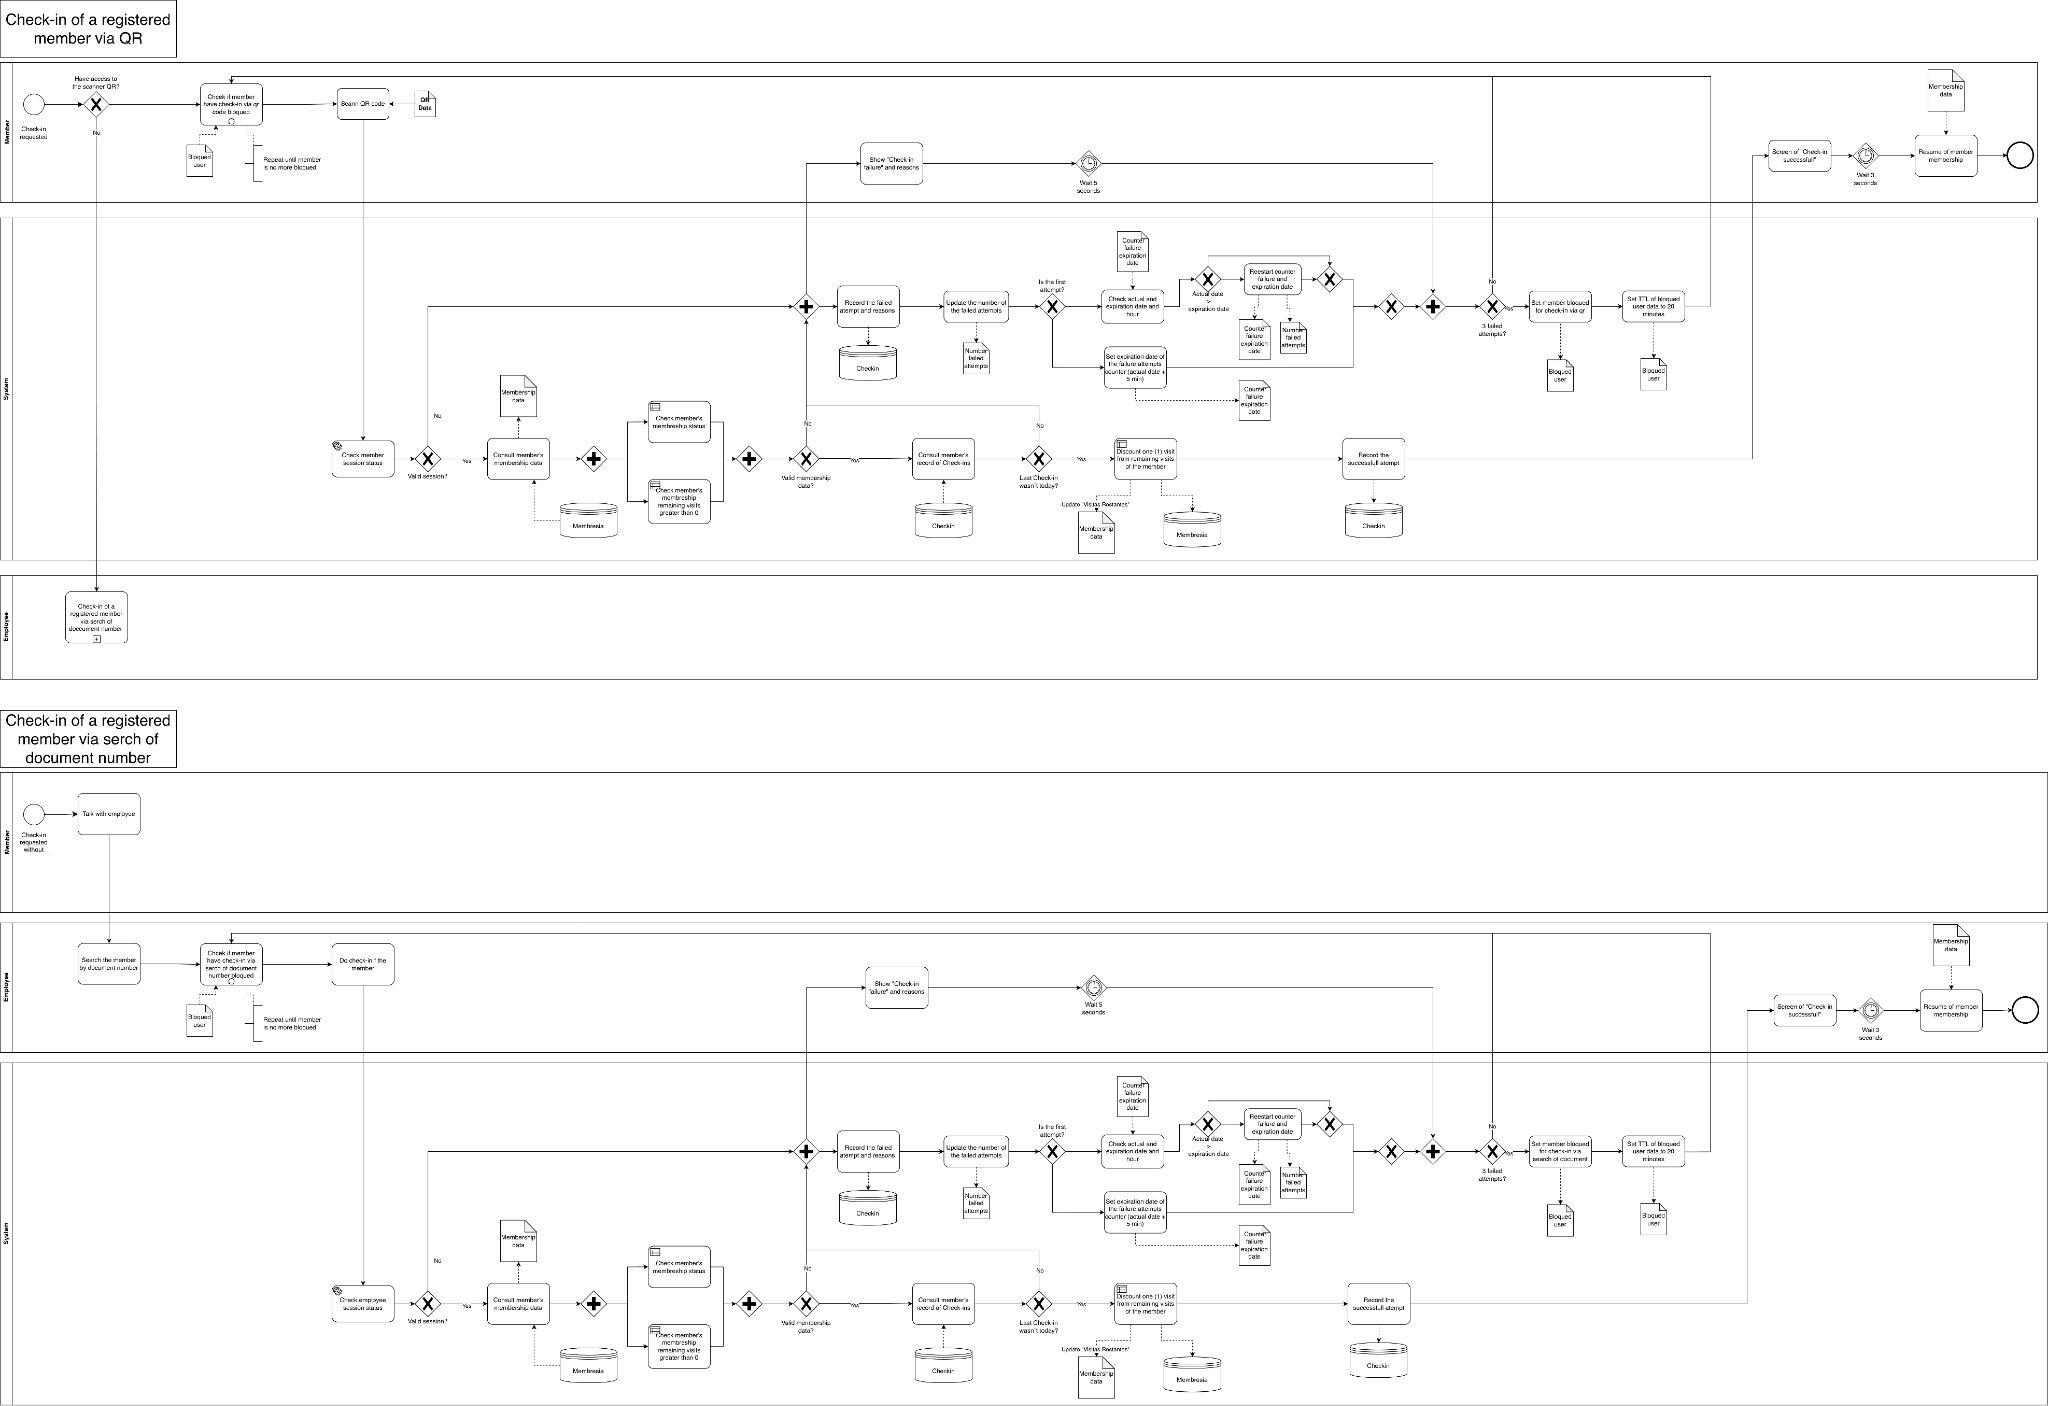 Check-in of a registered
member via QR
Member
Check-in
requested
Have access to
the scanner QR?
No
Check if member
have check-in via qr
code bloqued
Bloqued
user
Repeat until member
is no more bloqued
Scann QR code
QR
Data
Show "Check-in
failure" and reasons
Wait 5
seconds
Screen of "Check-in
successfull"
Wait 3
seconds
Membership
data
Resume of member
membership
System
Check member
session status
Valid session?
No
Yes
Membership
data
Consult member's
membership data
Membresia
Check member's
membreship status
Check member's
membreship
remaining visits
greater than 0
Valid membership
data?
No
Yes
Consult member's
record of Check-ins
Checkin
Last Check-in
wasn't today?
No
Yes
Discount one (1) visit
from remaining visits
of the member
Update "Visitas Restantes"
Membership
data
Membresia
Record the
successfull atempt
Checkin
Record the failed
atempt and reasons
Checkin
Update the number of
the failed attempts
Number
failed
attempts
Is the first
attempt?
Counter
failure
expiration
date
Check actual and
expiration date and
hour
Set expiration date of
the failure attempts
counter (actual date +
5 min)
Counter
failure
expiration
date
Actual date
>
expiration date
Reestart counter
failure and
expiration date
Counter
failure
expiration
date
Number
failed
attempts
No
3 failed
attempts?
Yes
Set member bloqued
for check-in via qr
Bloqued
user
Set TTL of bloqued
user data to 20
minutes
Bloqued
user
Employee
Check-in of a
registered member
via serch of
doccument number
Check-in of a registered
member via serch of
document number
Member
Check-in
requested
without
Talk with employee
Employee
Search the member
by document number
Check if member
have check-in via
serch of document
number bloqued
Bloqued
user
Repeat until member
is no more bloqued
Do check-in f the
member
Show "Check-in
failure" and reasons
Wait 5
seconds
Screen of "Check-in
successfull"
Wait 3
seconds
Membership
data
Resume of member
membership
System
Check employee
session status
Valid session?
No
Yes
Membership
data
Consult member's
membership data
Membresia
Check member's
membreship status
Check member's
membreship
remaining visits
greater than 0
Valid membership
data?
No
Yes
Consult member's
record of Check-ins
Checkin
Last Check-in
wasn't today?
No
Yes
Discount one (1) visit
from remaining visits
of the member
Update "Visitas Restantes"
Membership
data
Membresia
Record the
successfull atempt
Checkin
Record the failed
atempt and reasons
Checkin
Update the number of
the failed attempts
Number
failed
attempts
Is the first
attempt?
Counter
failure
expiration
date
Check actual and
expiration date and
hour
Set expiration date of
the failure attempts
counter (actual date +
5 min)
Counter
failure
expiration
date
Actual date
>
expiration date
Reestart counter
failure and
expiration date
Counter
failure
expiration
date
Number
failed
attempts
No
3 failed
attempts?
Yes
Set member bloqued
for check-in via
search of document
Bloqued
user
Set TTL of bloqued
user data to 20
minutes
Bloqued
user